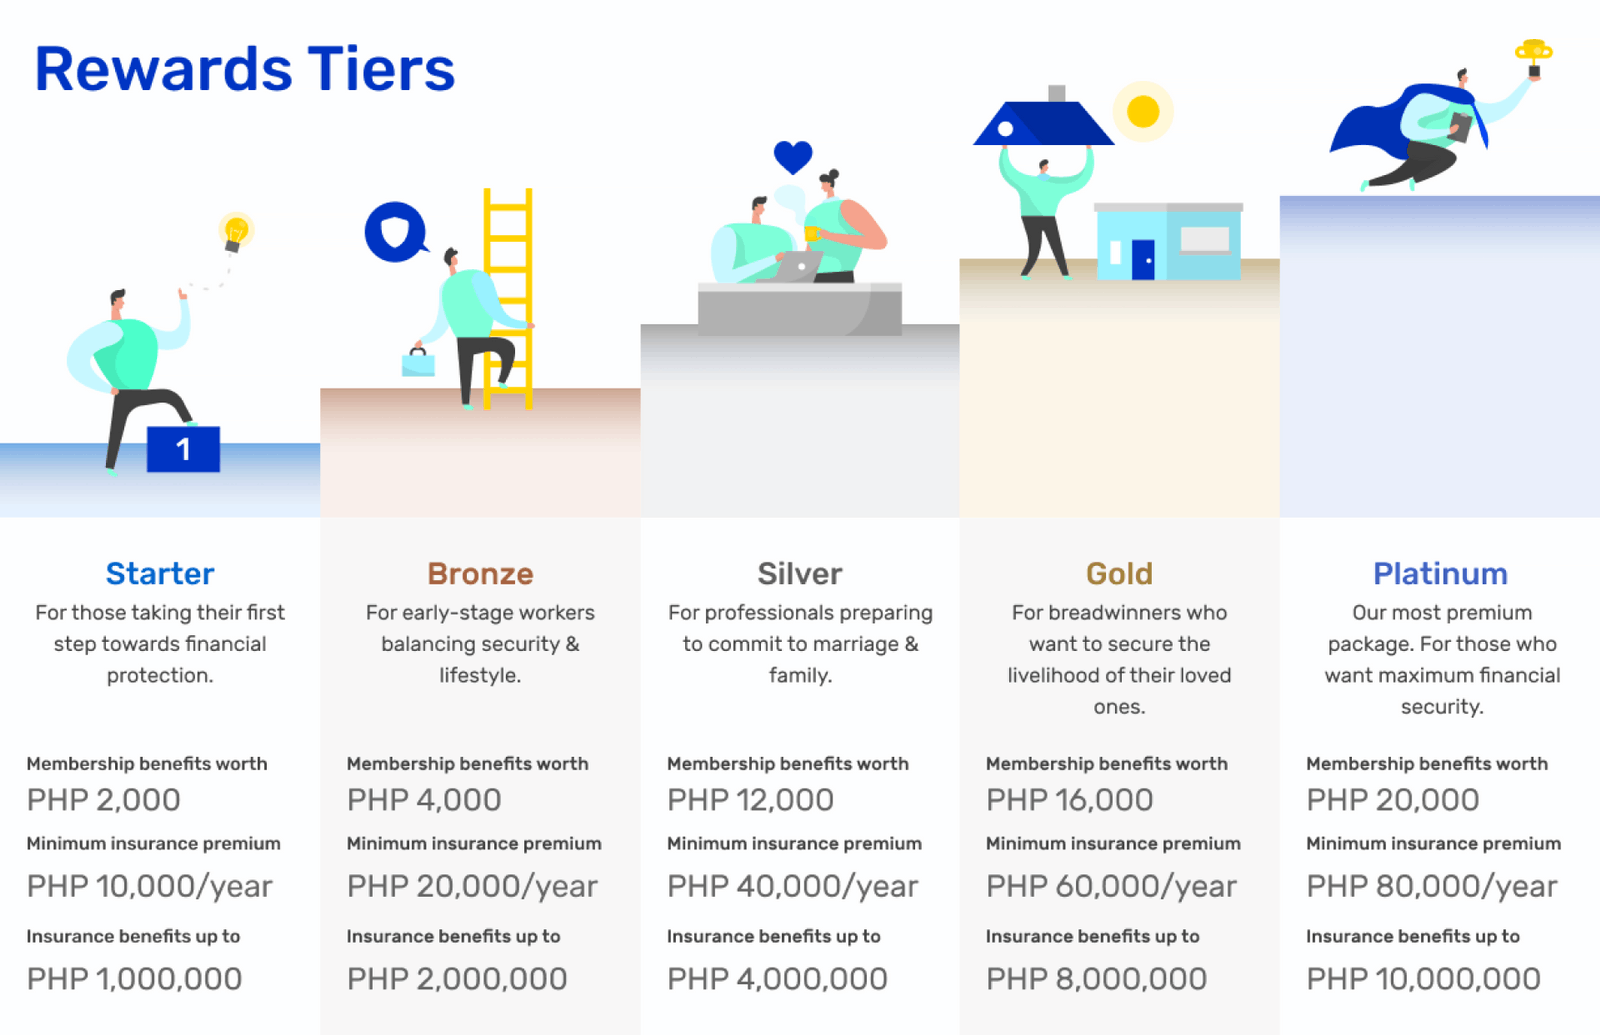 Rewards Tiers
1
Starter
For those taking their first
step towards financial
protection.
Membership benefits worth
PHP 2,000
Minimum insurance premium
PHP 10,000/year
Insurance benefits up to
PHP 1,000,000
Bronze
For early-stage workers
balancing security &
lifestyle.
Membership benefits worth
PHP 4,000
Minimum insurance premium
PHP 20,000/year
Insurance benefits up to
PHP 2,000,000
Silver
For professionals preparing
to commit to marriage &
family.
Membership benefits worth
PHP 12,000
Minimum insurance premium
PHP 40,000/year
Insurance benefits up to
PHP 4,000,000
Gold
For breadwinners who
want to secure the
livelihood of their loved
ones.
Membership benefits worth
PHP 16,000
Minimum insurance premium
PHP 60,000/year
Insurance benefits up to
PHP 8,000,000
Platinum
Our most premium
package. For those who
want maximum financial
security.
Membership benefits worth
PHP 20,000
Minimum insurance premium
PHP 80,000/year
Insurance benefits up to
PHP 10,000,000